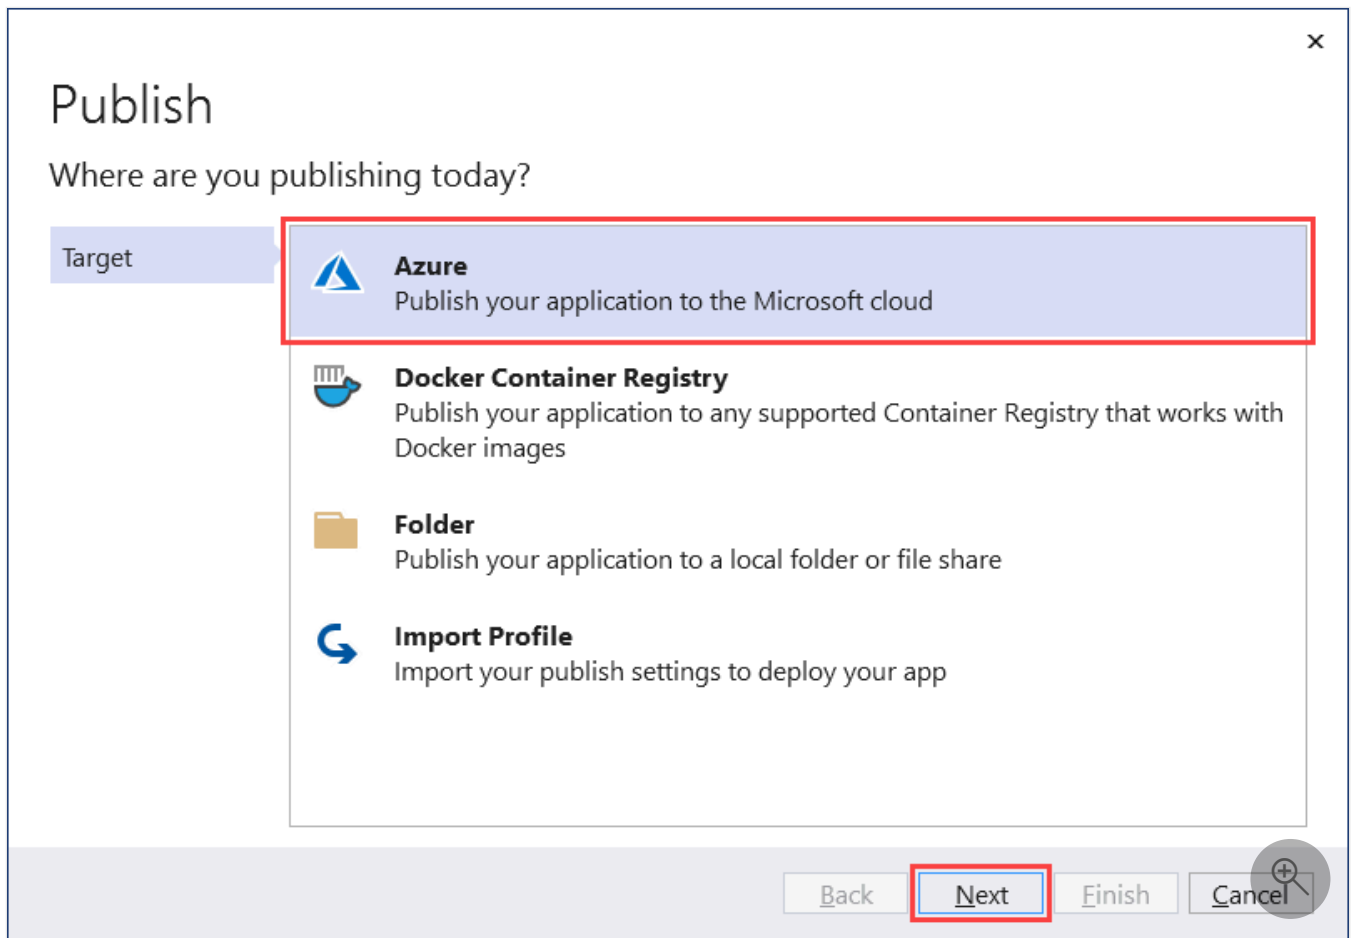 Publish
Where are you publishing today?
Target
Azure
Publish your application to the Microsoft cloud
Docker Container Registry
Publish your application to any supported Container Registry that works with
Docker images
Folder
Publish your application to a local folder or file share
Import Profile
Import your publish settings to deploy your app
Back Next Finish Cancel